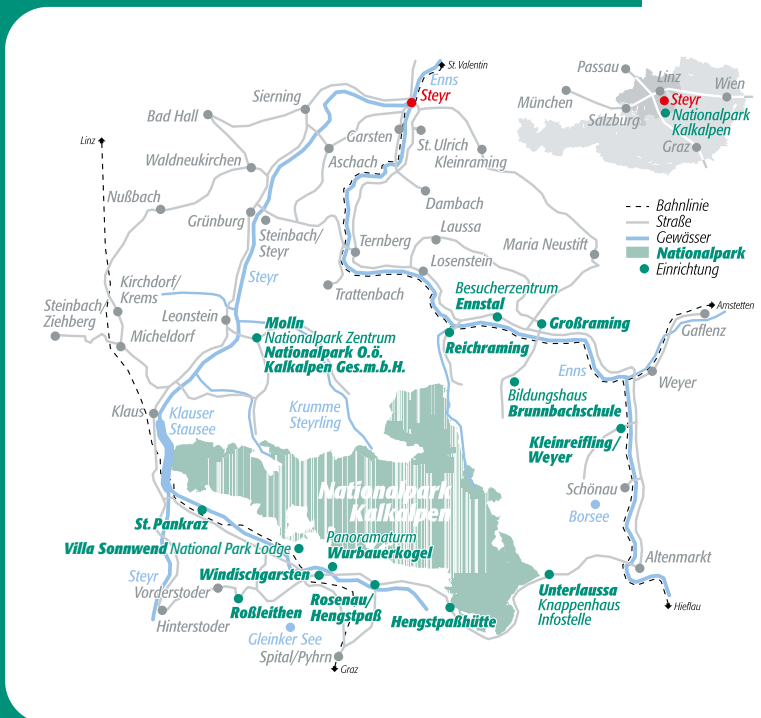 St. Valentin
Enns
Steyr
Sierning
Bad Hall
Garsten
St. Ulrich
Kleinraming
Aschach
Linz
Waldneukirchen
Nußbach
Dambach
Grünburg
Steinbach/
Steyr
Ternberg
Laussa
Losenstein
Maria Neustift
Steyr
Trattenbach
Kirchdorf/
Krems
Steinbach/
Ziehberg
Leonstein
Micheldorf
Molln
Nationalpark Zentrum
Nationalpark O.ö.
Kalkalpen Ges.m.b.H.
Besucherzentrum
Ennstal
Großraming
Reichraming
Amstetten
Gaflenz
Enns
Weyer
Bildungshaus
Brunnbachschule
Klaus
Klauser
Stausee
Krumme
Steyrling
Kleinreifling/
Weyer
Schönau
Borsee
Nationalpark
Kalkalpen
St. Pankraz
Villa Sonnwend National Park Lodge
Panoramaturm
Wurbauerkogel
Windischgarsten
Steyr
Vorderstoder
Roßleithen
Rosenau/
Hengstpaß
Hengstpaßhütte
Hinterstoder
Gleinker See
Spital/Pyhrn
Graz
Altenmarkt
Unterlaussa
Knappenhaus
Infostelle
Hieflau
Passau
Linz
Wien
München
Steyr
Salzburg
Nationalpark
Kalkalpen
Graz
Bahnlinie
Straße
Gewässer
Nationalpark
Einrichtung